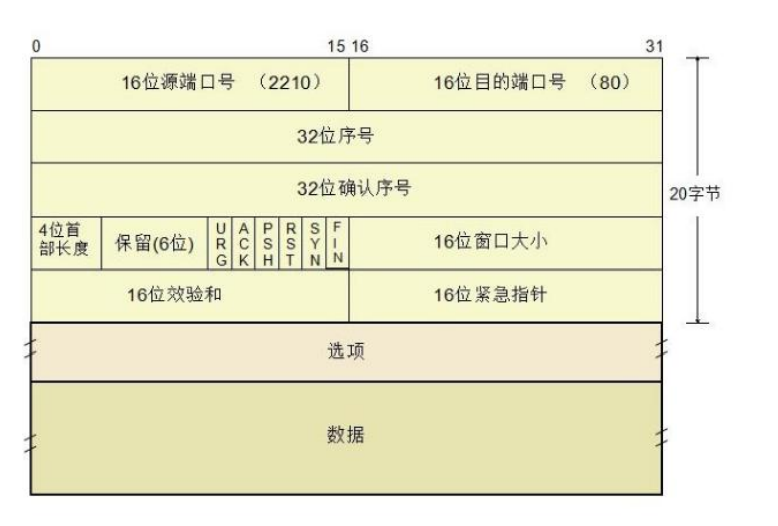 0 15 16 31
16位源端口号 （2210） 16位目的端口号 （80）
32位序号
32位确认序号
20字节
4位首
部长度
保留(6位)
URG
ACK
PSH
RST
SYN
FIN
16位窗口大小
16位效验和 16位紧急指针
选项
数据